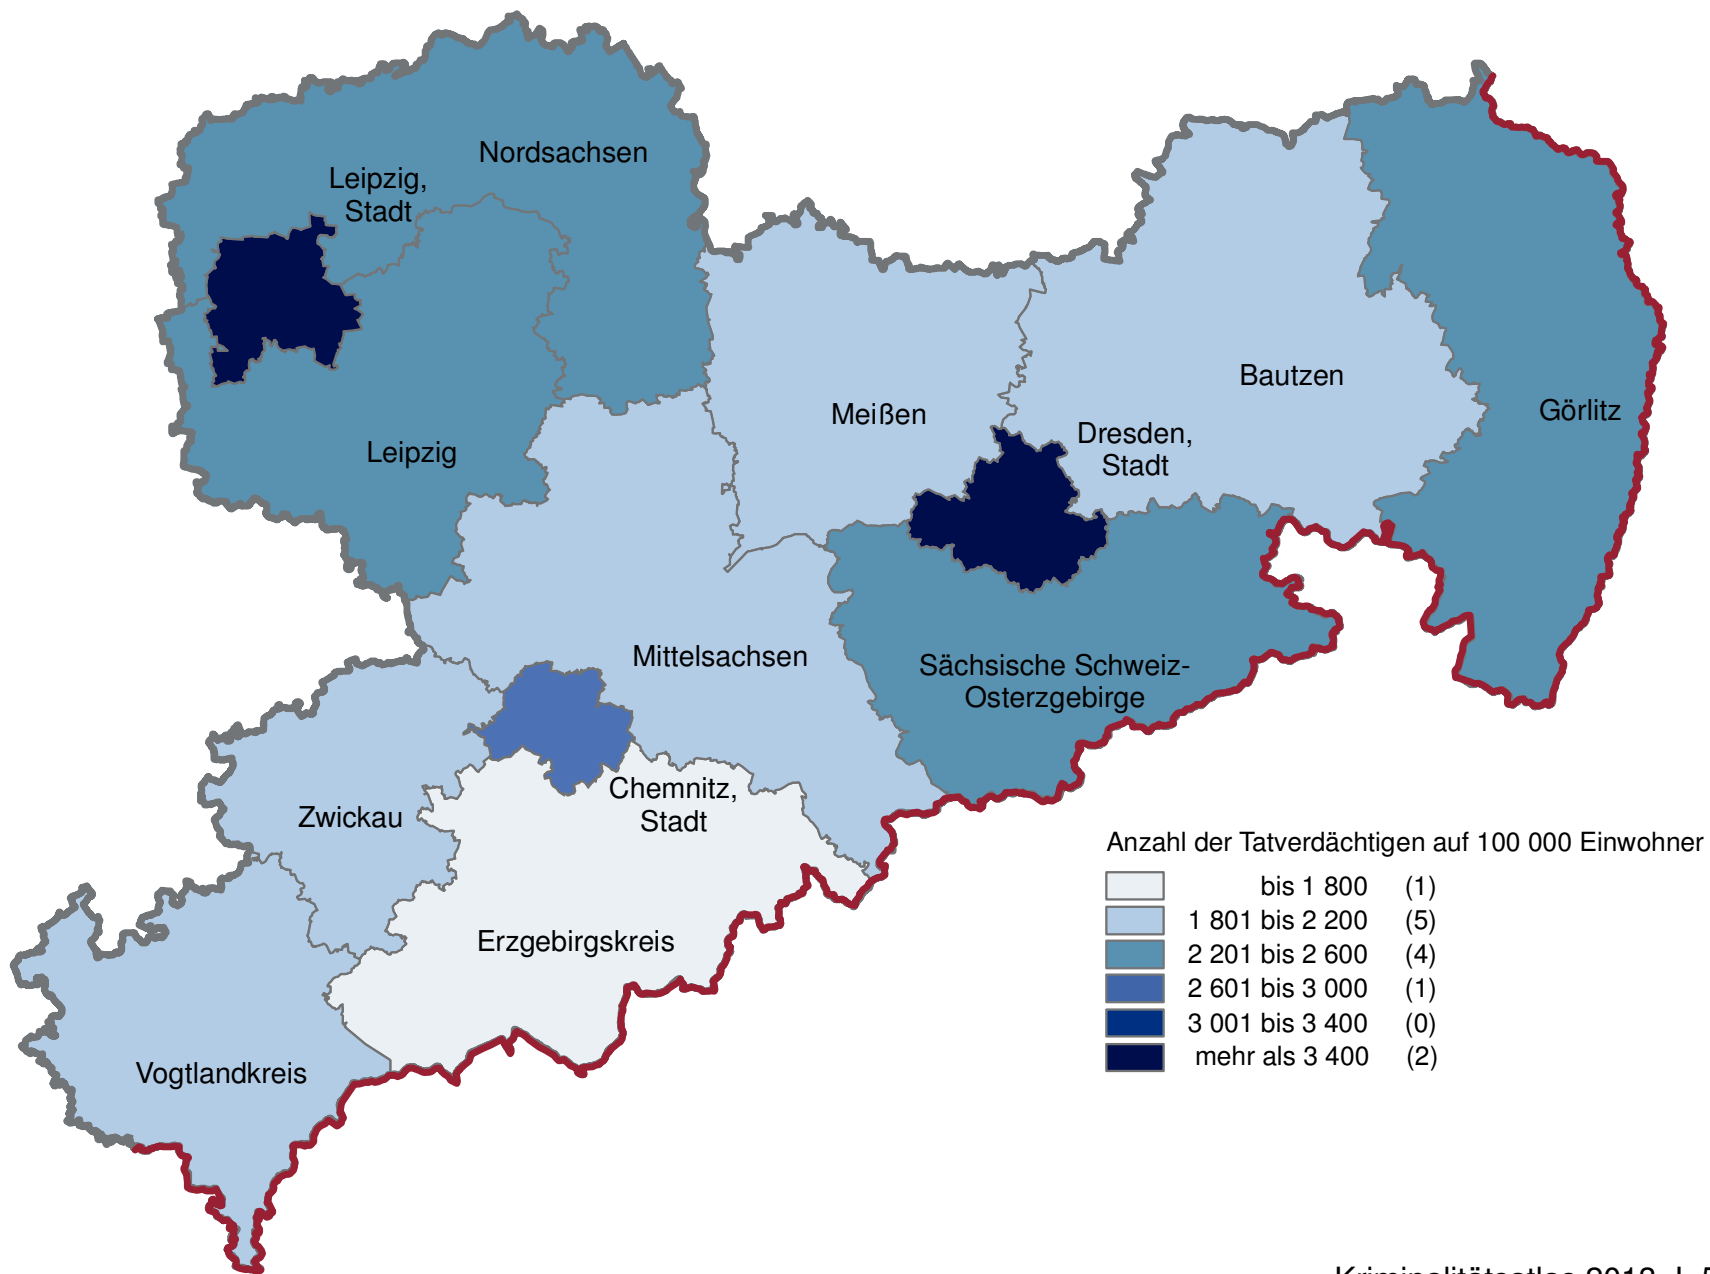 Nordsachsen
Leipzig,
Stadt
Bautzen
Meißen
Görlitz
Dresden,
Stadt
Leipzig
Mittelsachsen
Sächsische Schweiz-
Osterzgebirge
Chemnitz,
Stadt
Zwickau
Erzgebirgskreis
Vogtlandkreis
Anzahl der Tatverdächtigen auf 100 000 Einwohner
bis 1 800 (1)
1 801 bis 2 200 (5)
2 201 bis 2 600 (4)
2 601 bis 3 000 (1)
3 001 bis 3 400 (0)
mehr als 3 400 (2)